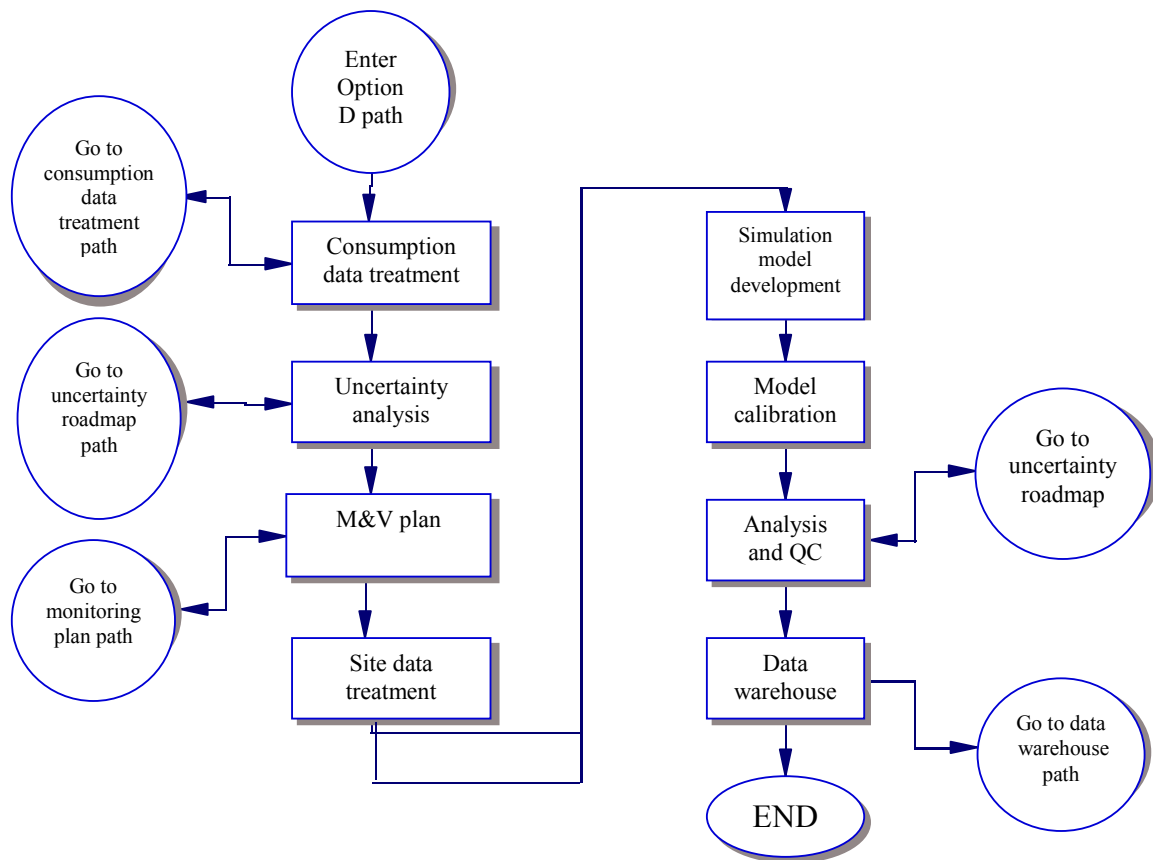 Enter
Option
D path
Go to
consumption
data
treatment
path
Consumption
data treatment
Go to
uncertainty
roadmap
path
Uncertainty
analysis
M&V plan
Go to
monitoring
plan path
Site data
treatment
Simulation
model
development
Model
calibration
Go to
uncertainty
roadmap
Analysis
and QC
Data
warehouse
Go to data
warehouse
path
END